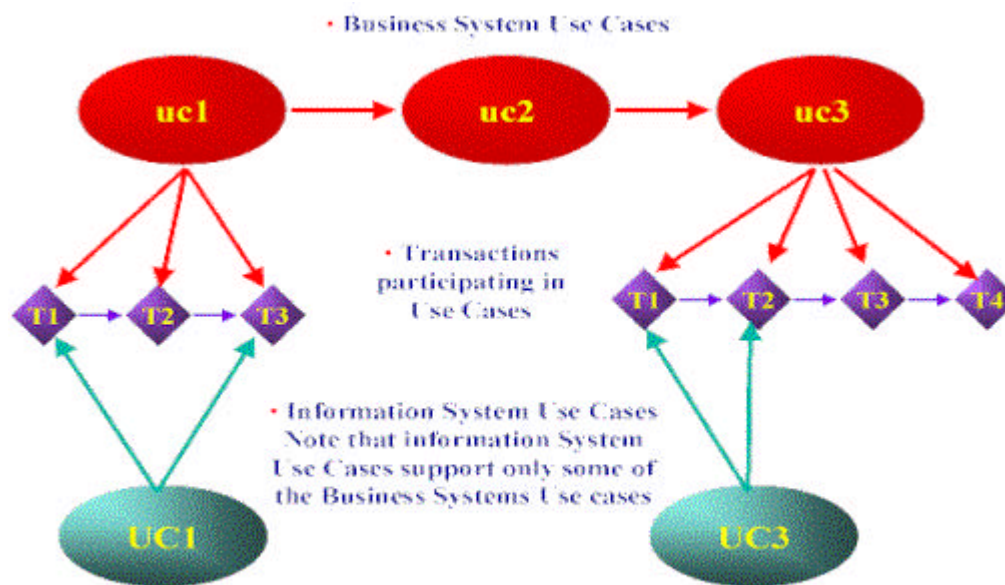 • Business System Use Cases
uc1
uc2
uc3
• Transactions
participating in
Use Cases
T1
T2
T3
T1
T2
T3
T4
• Information System Use Cases
Note that information System
Use Cases support only some of
the Business Systems Use cases
UC1
UC3